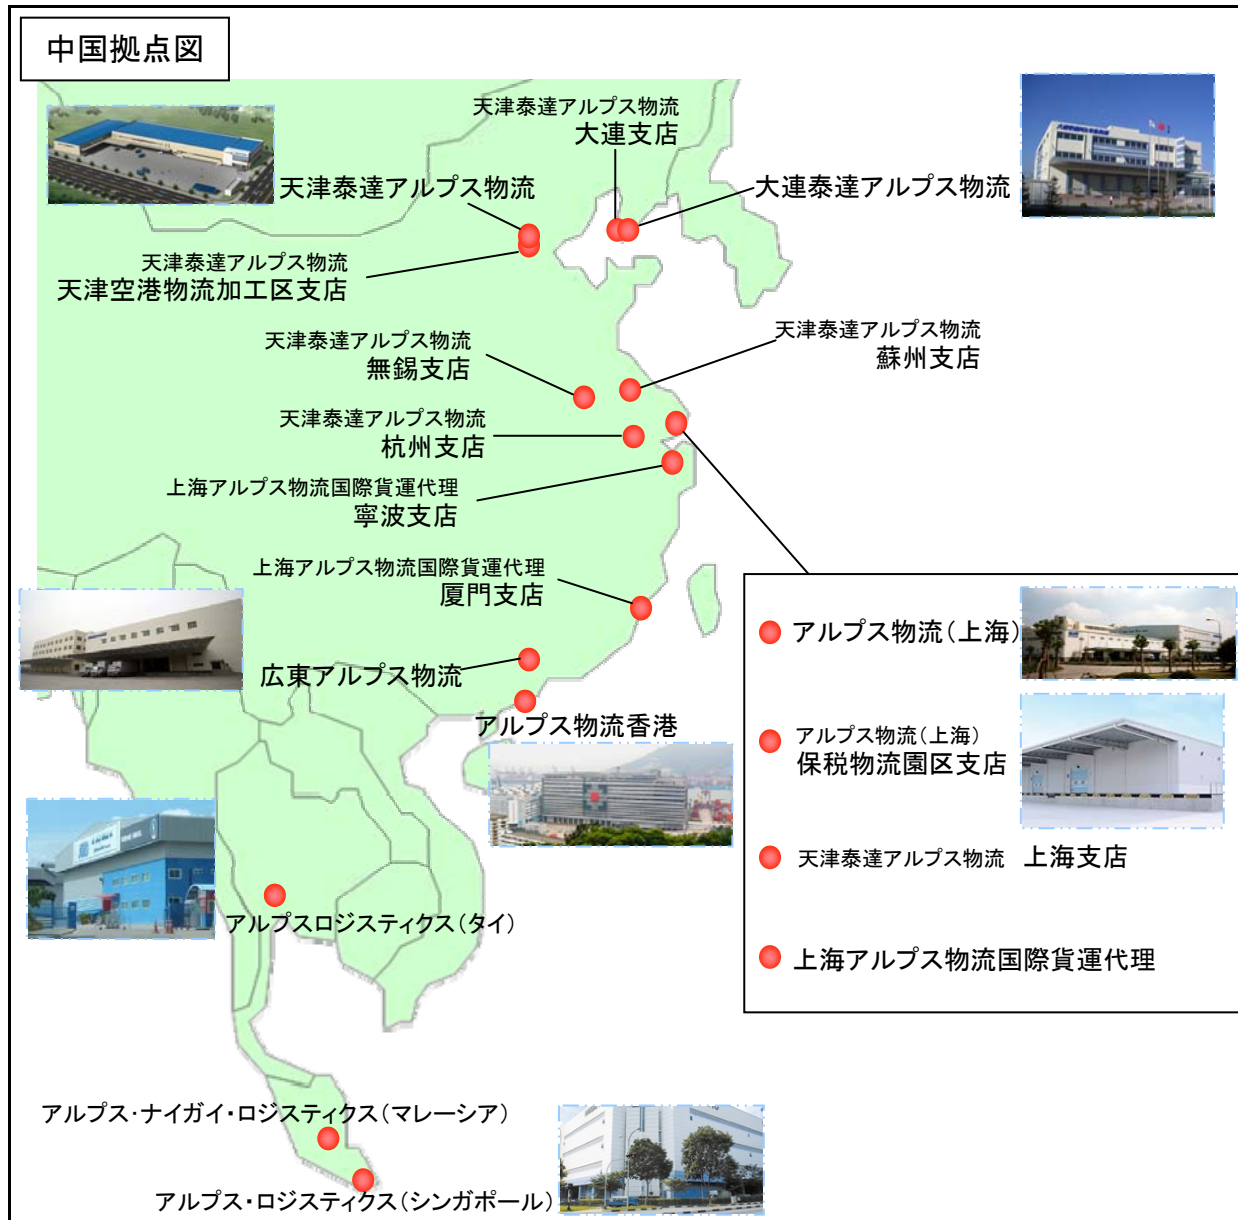 中国拠点図
天津泰達アルプス物流
大連支店
天津泰達アルプス物流
大連泰達アルプス物流
天津泰達アルプス物流
天津空港物流加工区支店
天津泰達アルプス物流
無錫支店
天津泰達アルプス物流
蘇州支店
天津泰達アルプス物流
杭州支店
上海アルプス物流国際貨運代理
寧波支店
上海アルプス物流国際貨運代理
厦門支店
広東アルプス物流
アルプス物流香港
アルプス物流(上海)
アルプス物流(上海)
保税物流園区支店
天津泰達アルプス物流 上海支店
上海アルプス物流国際貨運代理
アルプスロジスティクス(タイ)
アルプス・ナイガイ・ロジスティクス(マレーシア)
アルプス・ロジスティクス(シンガポール)